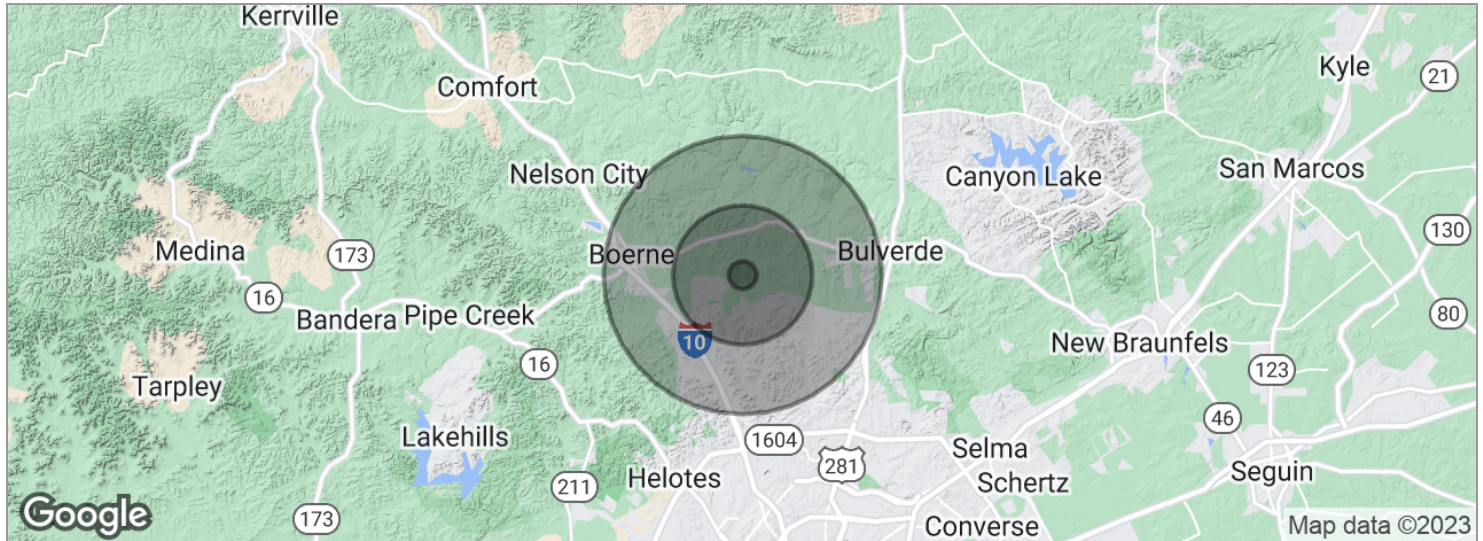 Kerrville
Kyle
21
Comfort
Nelson City
Canyon Lake
San Marcos
Medina
173
Boerne
Bulverde
130
16
Bandera
Pipe Creek
80
10
New Braunfels
16
123
Tarpley
46
Lakehills
1604
Selma
281
Helotes
Schertz
Seguin
211
173
Google
Converse
Map data ©2023